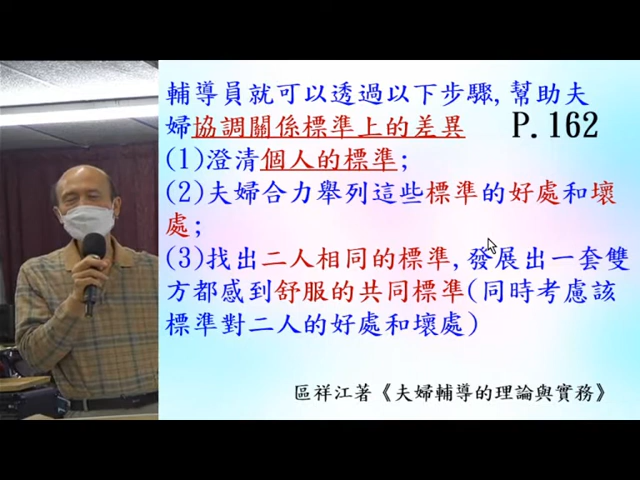 輔導員就可以透過以下步驟,幫助夫
婦協調關係標準上的差異 P.162
(1)澄清個人的標準;
(2)夫婦合力舉列這些標準的好處和壞
處;
(3)找出二人相同的標準,發展出一套雙
方都感到舒服的共同標準(同時考慮該
標準對二人的好處和壞處)
區祥江著《夫婦輔導的理論與實務》